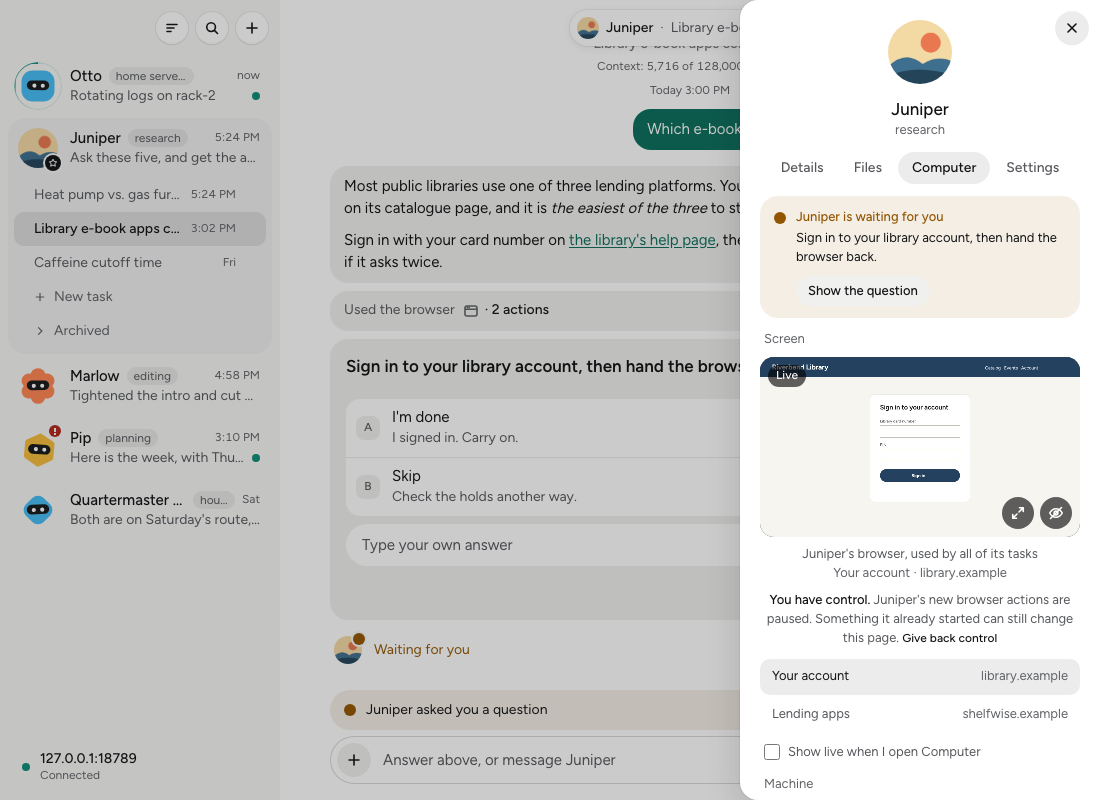 Otto
home serve...
now
Rotating logs on rack-2
Juniper
research
5:24 PM
Ask these five, and get the a...
Heat pump vs. gas fur...
5:24 PM
Library e-book apps c...
3:02 PM
Caffeine cutoff time
Fri
New task
Archived
Marlow
editing
4:58 PM
Tightened the intro and cut ...
Pip
planning
3:10 PM
Here is the week, with Thu...
Quartermaster ...
hou...
Sat
Both are on Saturday's route,...
127.0.0.1:18789
Connected
Juniper · Library e-b
Library e-book apps co
Context: 5,716 of 128,000
Today 3:00 PM
Which e-book
Most public libraries use one of three lending platforms. You
on its catalogue page, and it is the easiest of the three to st
Sign in with your card number on the library's help page, the
if it asks twice.
Used the browser · 2 actions
Sign in to your library account, then hand the brows
A
I'm done
I signed in. Carry on.
B
Skip
Check the holds another way.
Type your own answer
Waiting for you
Juniper asked you a question
Answer above, or message Juniper
Juniper
research
Details
Files
Computer
Settings
Juniper is waiting for you
Sign in to your library account, then hand the
browser back.
Show the question
Screen
Live
Library
Catalog Events Account
Sign in to your account
Library card number
PIN
Sign in
Juniper's browser, used by all of its tasks
Your account · library.example
You have control. Juniper's new browser actions are
paused. Something it already started can still change
this page. Give back control
Your account
library.example
Lending apps
shelfwise.example
Show live when I open Computer
Machine